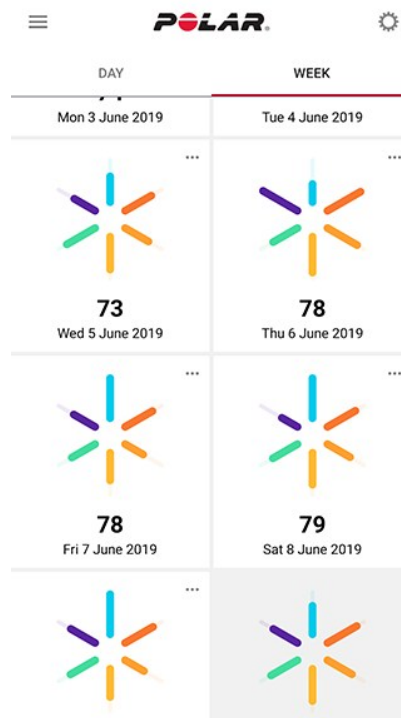 POLAR
DAY WEEK
Mon 3 June 2019 Tue 4 June 2019
73 78
Wed 5 June 2019 Thu 6 June 2019
78 79
Fri 7 June 2019 Sat 8 June 2019